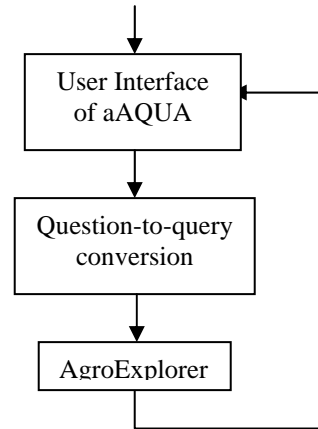 User Interface
of aAQUA
Question-to-query
conversion
AgroExplorer